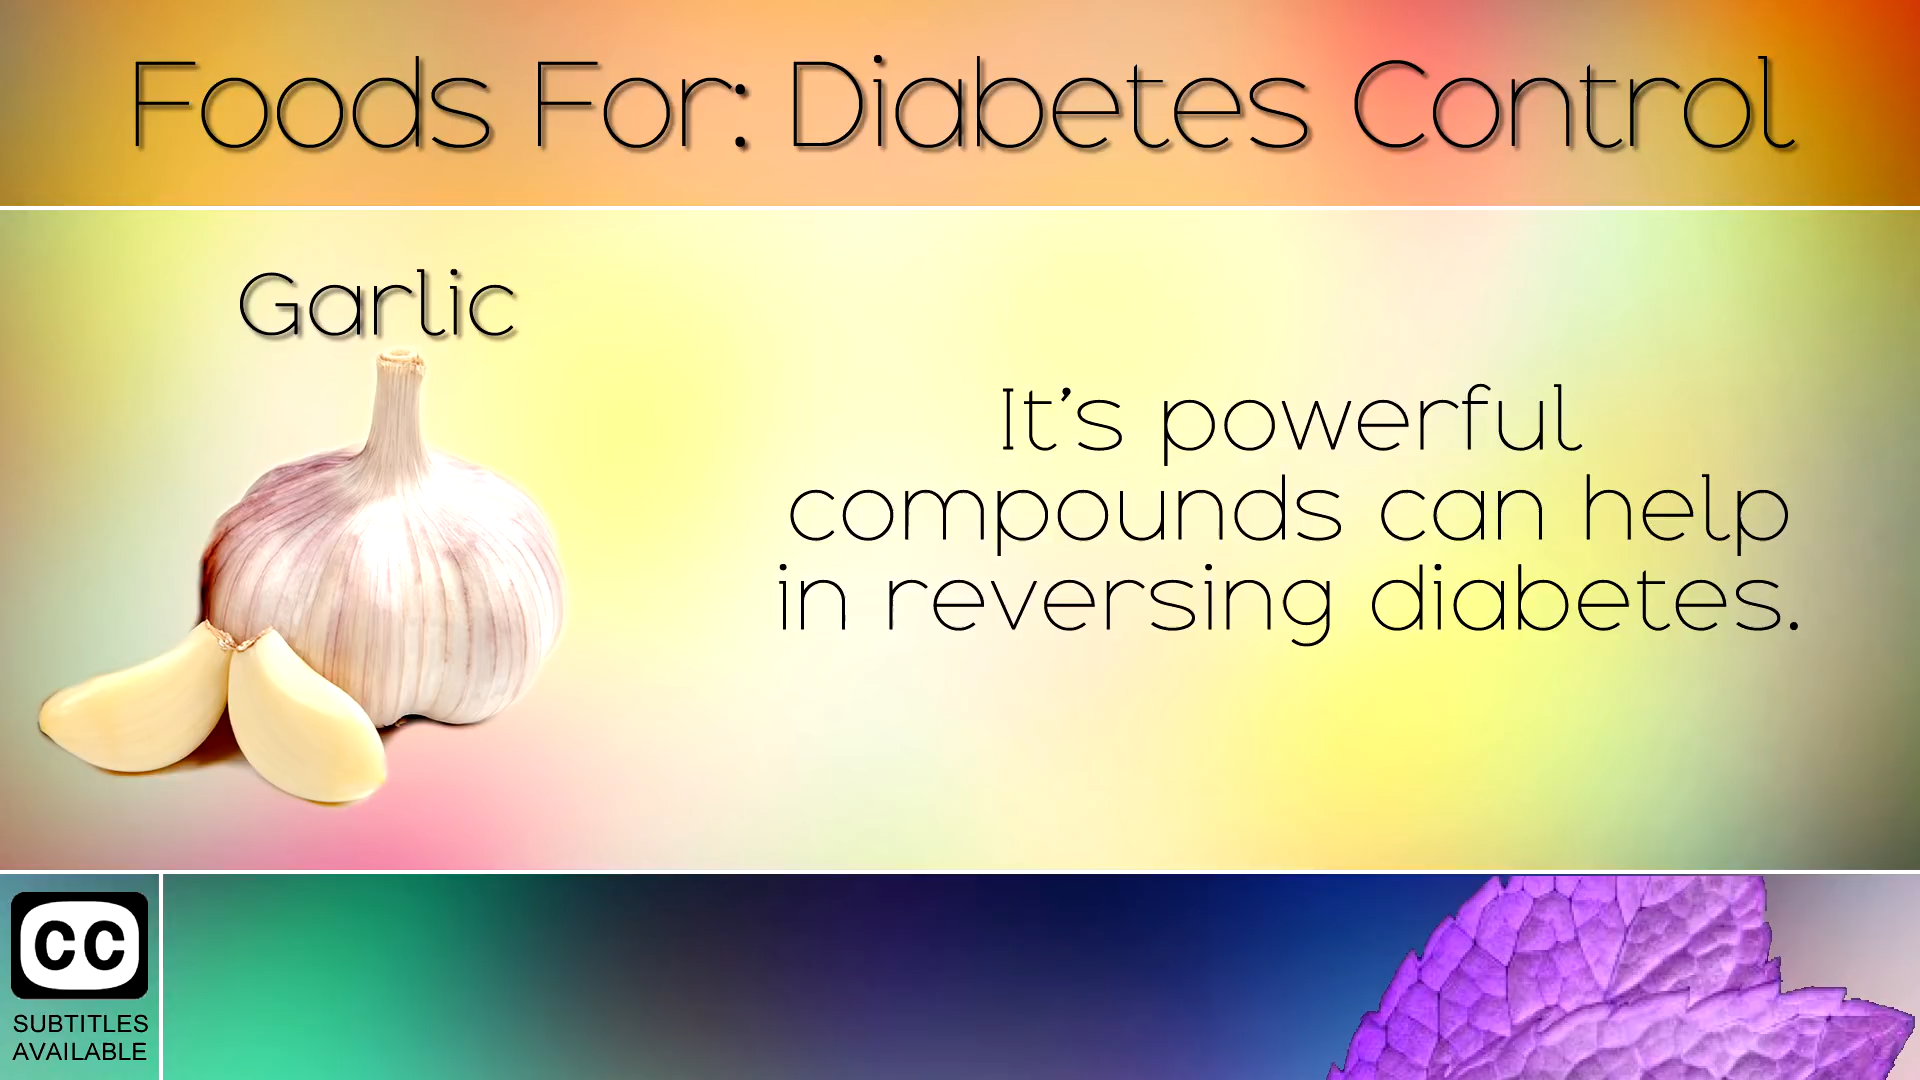 Foods For: Diabetes Control
Garlic
It's powerful
compounds can help
in reversing diabetes.
CC
SUBTITLES
AVAILABLE